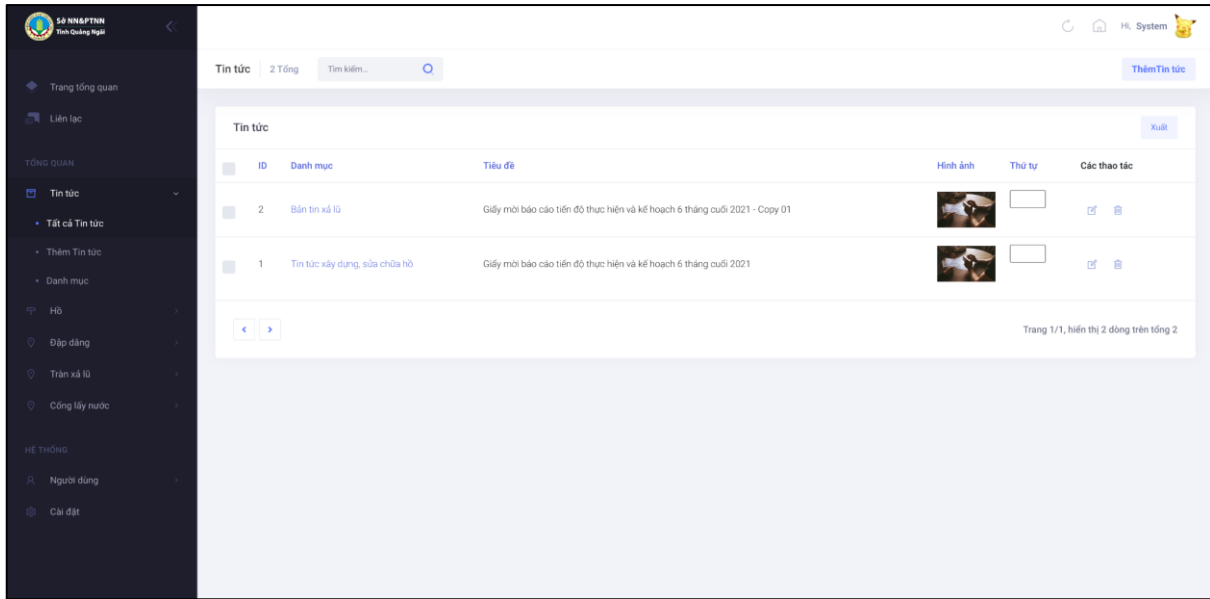 Sở NN&PTNN
Tỉnh Quảng Ngãi
Hi, System
Tin tức
2 Tổng
Tìm kiếm...
ThêmTin tức
Trang tổng quan
Liên lạc
TỔNG QUAN
Tin tức
Tất cả Tin tức
Thêm Tin tức
Danh mục
Hồ
Đập dâng
Tràn xả lũ
Cống lấy nước
HỆ THỐNG
Người dùng
Cài đặt
Tin tức
Xuất
ID Danh mục Tiêu đề Hình ảnh Thứ tự Các thao tác
2 Bản tin xả lũ Giấy mời báo cáo tiến độ thực hiện và kế hoạch 6 tháng cuối 2021 - Copy 01
1 Tin tức xây dựng, sửa chữa hồ Giấy mời báo cáo tiến độ thực hiện và kế hoạch 6 tháng cuối 2021
Trang 1/1, hiển thị 2 dòng trên tổng 2